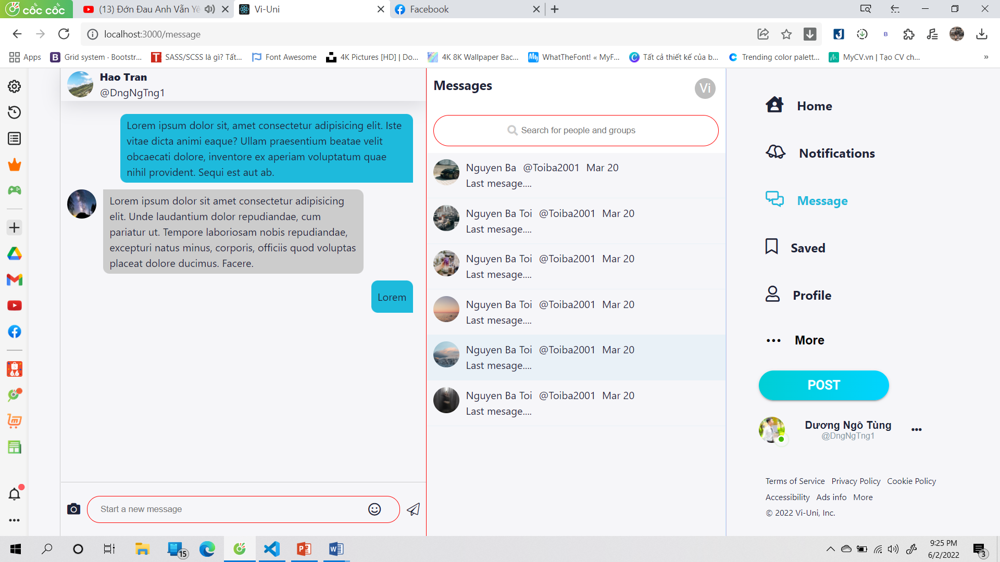 cốc cốc
(13) Đớn Đau Anh Vẫn Yê
Vi-Uni
Facebook
localhost:3000/message
Apps
Grid system · Bootstr...
SASS/SCSS là gì? Tất...
Font Awesome
4K Pictures [HD] | Do...
4K 8K Wallpaper Bac...
WhatTheFont! « MyF...
Tất cả thiết kế của b...
Trending color palett...
MyCV.vn | Tạo CV ch...
»
Hao Tran
@DngNgTng1
Lorem ipsum dolor sit, amet consectetur adipisicing elit. Iste
vitae dicta animi eaque? Ullam praesentium beatae velit
obcaecati dolore, inventore ex aperiam voluptatum quae
nihil provident. Sequi est aut ab.
Lorem ipsum dolor sit amet consectetur adipisicing
elit. Unde laudantium dolor repudiandae, cum
pariatur ut. Tempore laboriosam nobis repudiandae,
excepturi natus minus, corporis, officiis quod voluptas
placeat dolore ducimus. Facere.
Lorem
Start a new message
Messages
Vi
Search for people and groups
Nguyen Ba @Toiba2001 Mar 20
Last mesage....
Nguyen Ba Toi @Toiba2001 Mar 20
Last mesage....
Nguyen Ba Toi @Toiba2001 Mar 20
Last mesage....
Nguyen Ba Toi @Toiba2001 Mar 20
Last mesage....
Nguyen Ba Toi @Toiba2001 Mar 20
Last mesage....
Nguyen Ba Toi @Toiba2001 Mar 20
Last mesage....
Home
Notifications
Message
Saved
Profile
More
POST
Dương Ngô Tùng
@DngNgTng1
Terms of Service Privacy Policy Cookie Policy
Accessibility Ads info More
© 2022 Vi-Uni, Inc.
6.6
15
9:25 PM
6/2/2022
3